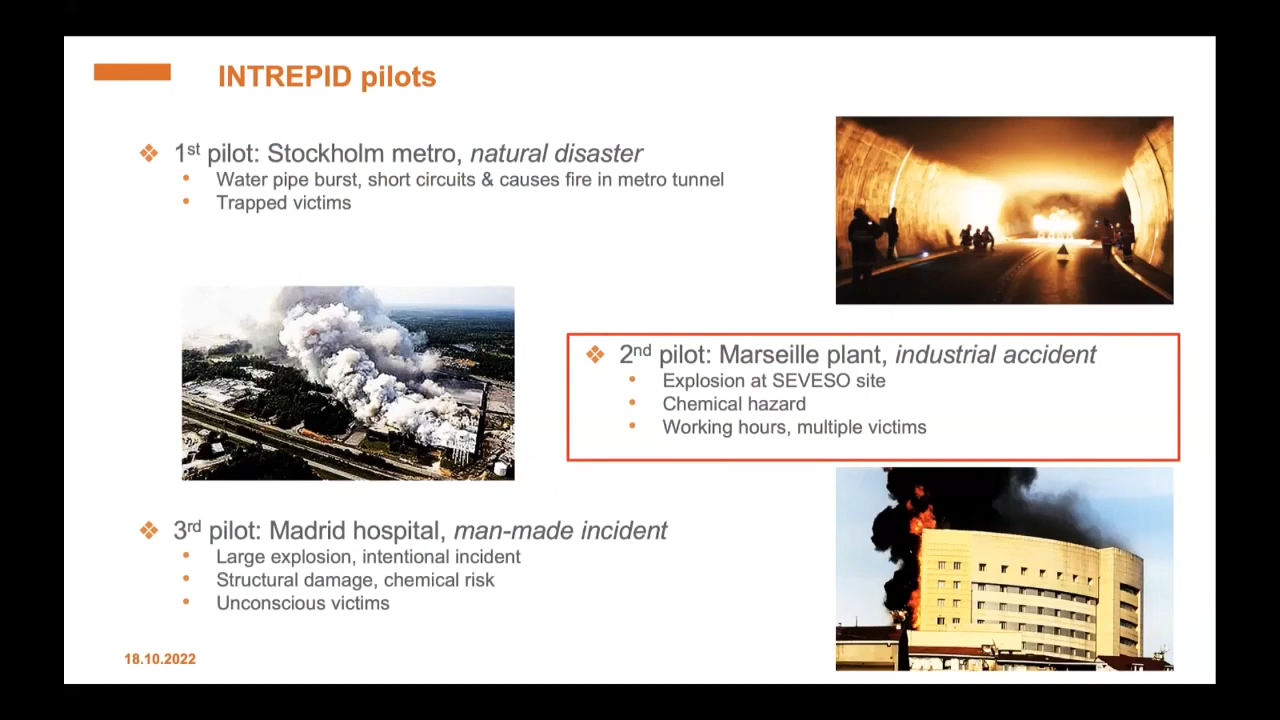 INTREPID pilots
❖ 1st pilot: Stockholm metro, natural disaster
• Water pipe burst, short circuits & causes fire in metro tunnel
• Trapped victims
❖ 2nd pilot: Marseille plant, industrial accident
• Explosion at SEVESO site
• Chemical hazard
• Working hours, multiple victims
❖ 3rd pilot: Madrid hospital, man-made incident
• Large explosion, intentional incident
• Structural damage, chemical risk
• Unconscious victims
18.10.2022